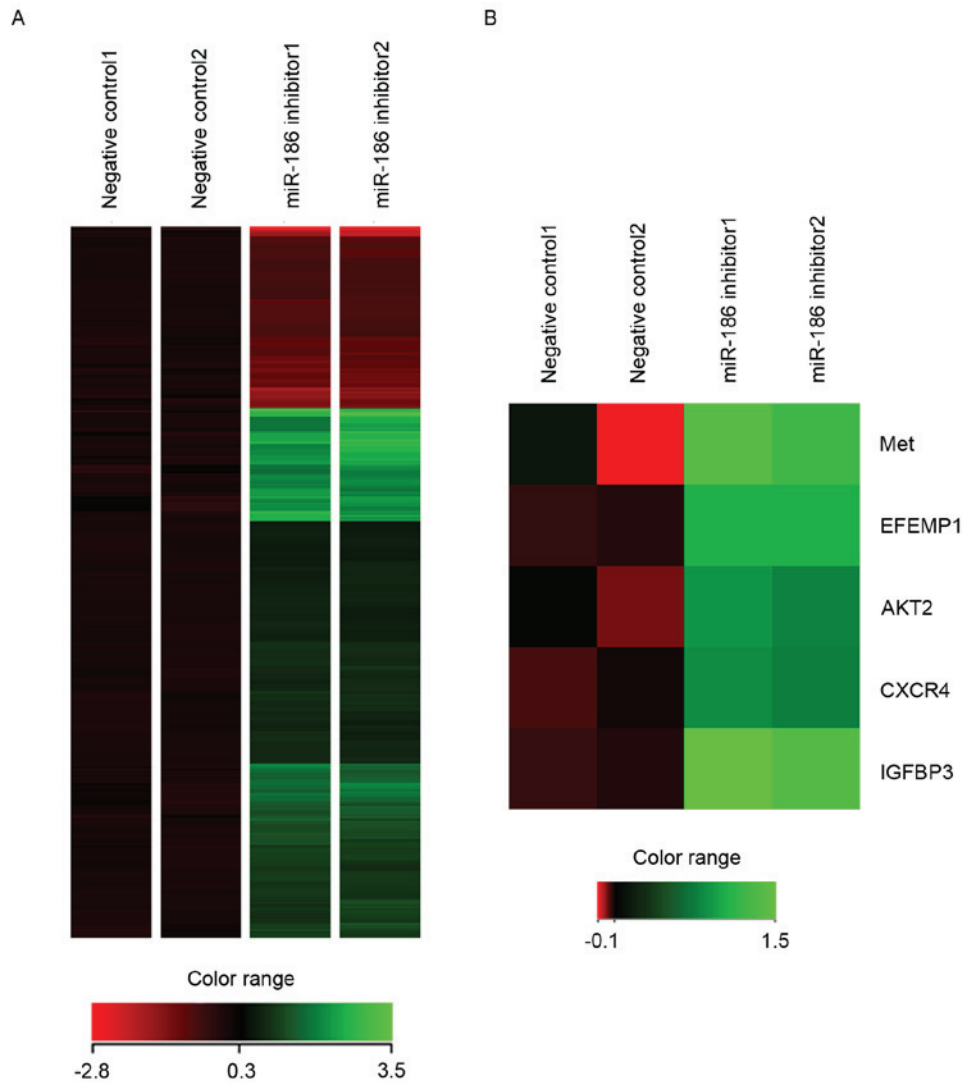 A
Negative control1
Negative control2
miR-186 inhibitor1
miR-186 inhibitor2
Color range
-2.8
0.3
3.5
B
Negative control1
Negative control2
miR-186 inhibitor1
miR-186 inhibitor2
Met
EFEMP1
AKT2
CXCR4
IGFBP3
Color range
-0.1
1.5